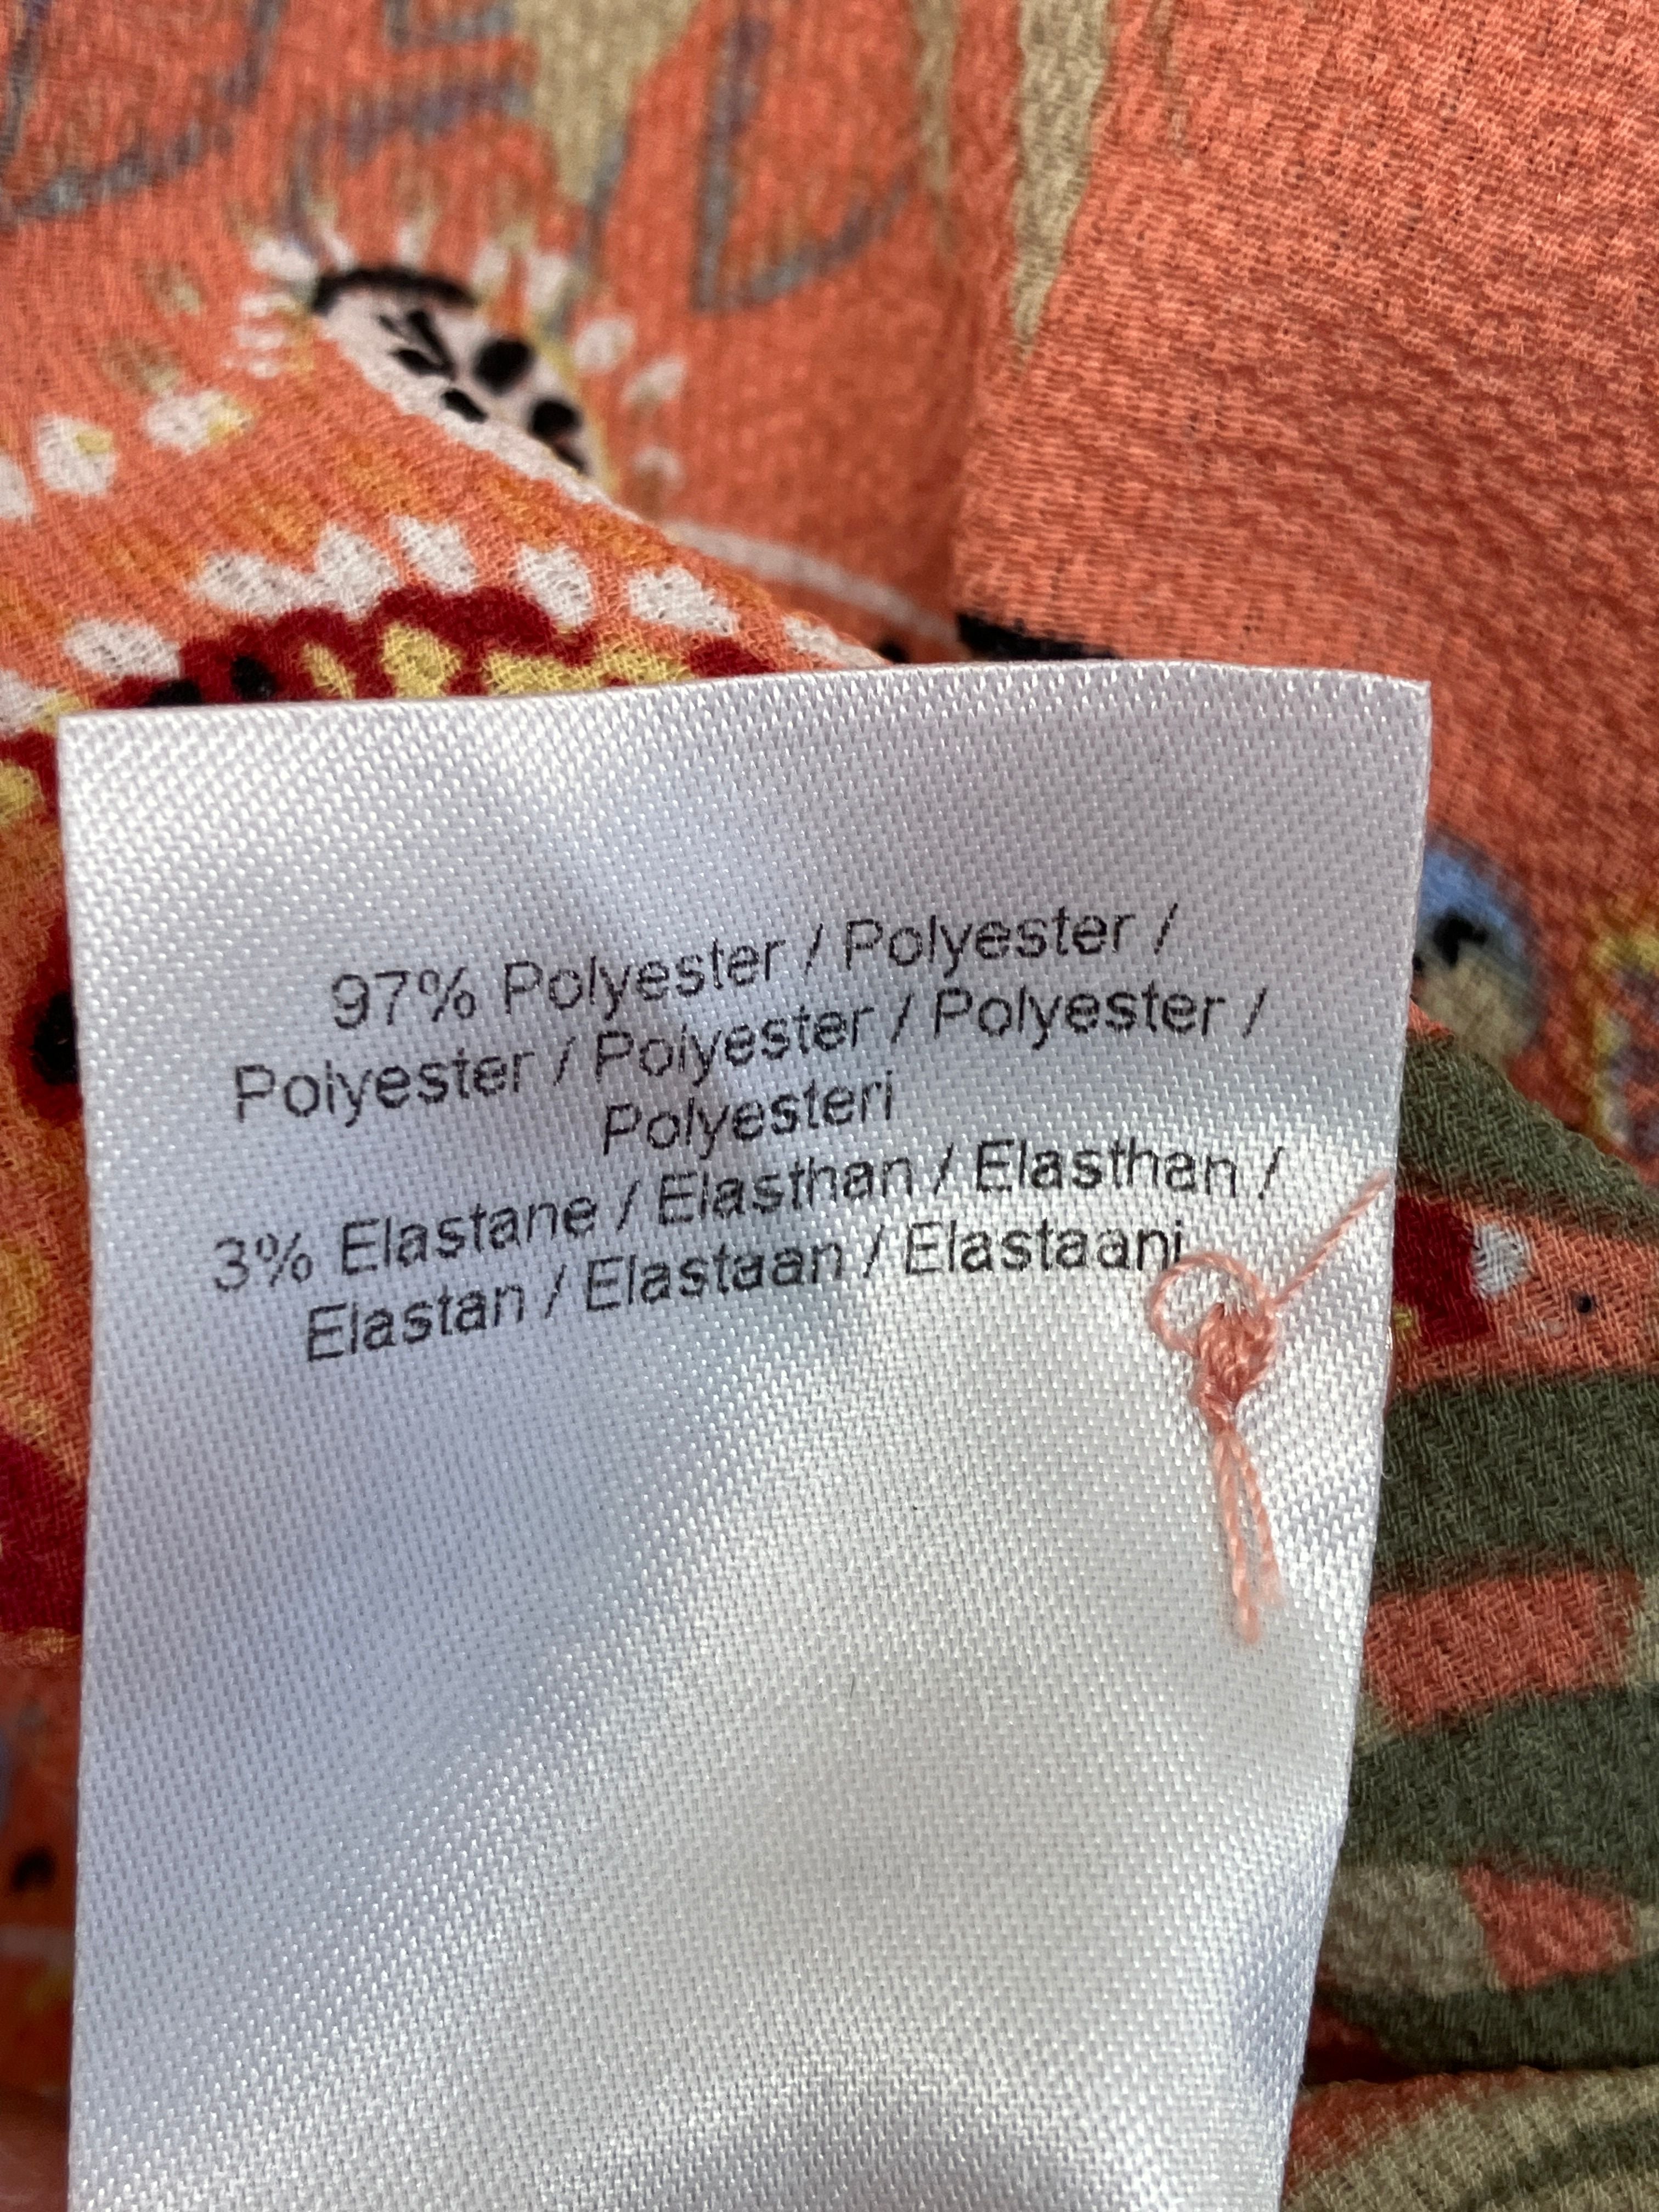 97% Polyester / Polyester /
Polyester / Polyester / Polyester /
Polyesteri
3% Elastane / Elasthan / Elasthan /
Elastan / Elastaan / Elastaani